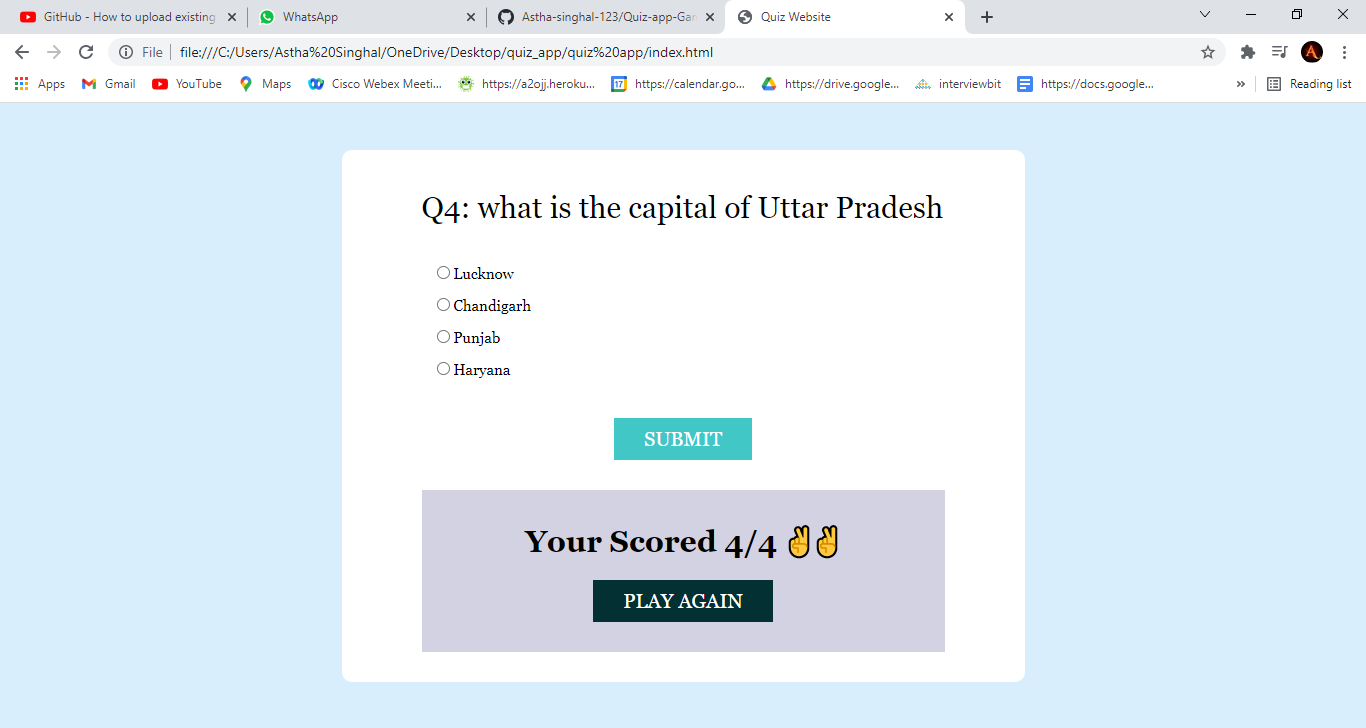 GitHub - How to upload existing
WhatsApp
Astha-singhal-123/Quiz-app-Gan
Quiz Website
File
file:///C:/Users/Astha%20Singhal/OneDrive/Desktop/quiz_app/quiz%20app/index.html
A
Apps
Gmail
YouTube
Maps
Cisco Webex Meeti...
https://a2ojj.heroku...
17
https://calendar.go...
https://drive.google...
interviewbit
https://docs.google...
»
Reading list
Q4: what is the capital of Uttar Pradesh
Lucknow
Chandigarh
Punjab
Haryana
SUBMIT
Your Scored 4/4 ✌✌
PLAY AGAIN